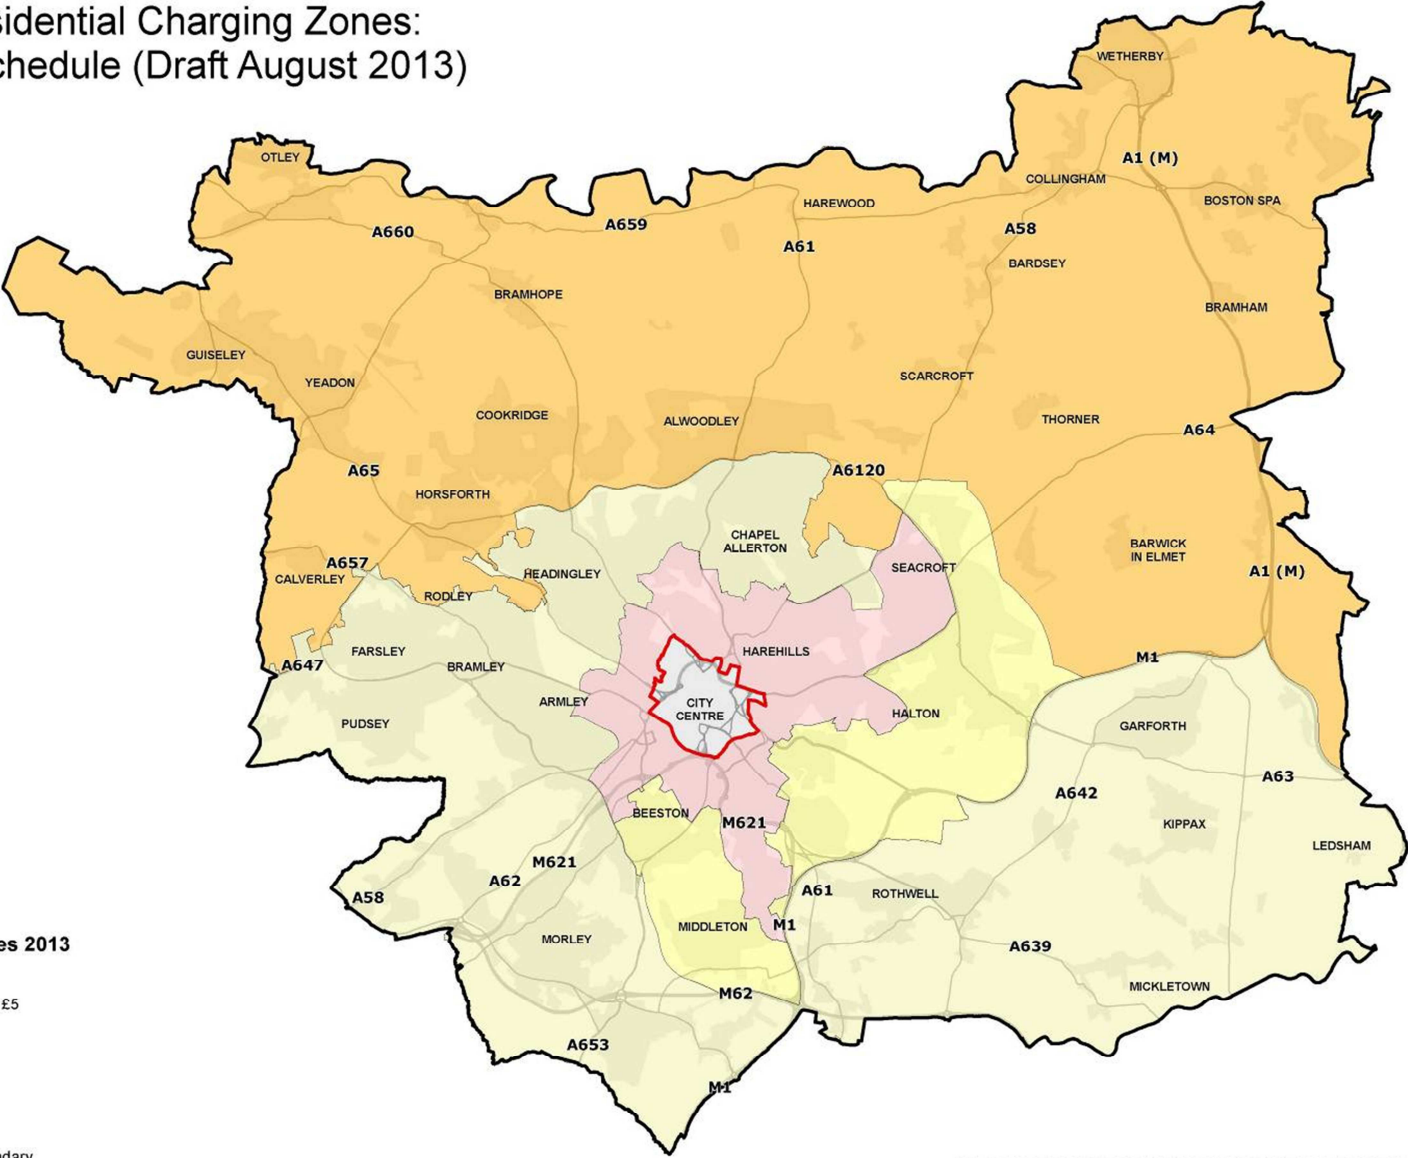 sidential Charging Zones:
chedule (Draft August 2013)
WETHERBY
A1 (M)
OTLEY
COLLINGHAM
HAREWOOD
BOSTON SPA
A660
A659
A61
A58
BARDSEY
BRAMHOPE
BRAMHAM
GUISELEY
YEADON
SCARCROFT
COOKRIDGE
ALWOODLEY
THORNER
A64
A65
A6120
HORSFORTH
CHAPEL
ALLERTON
BARWICK
IN ELMET
A657
CALVERLEY
HEADINGLEY
SEACROFT
A1 (M)
RODLEY
A647
FARSLEY
BRAMLEY
HAREHILLS
M1
ARMLEY
CITY
CENTRE
HALTON
PUDSEY
GARFORTH
A63
A642
BEESTON
M621
KIPPAX
LEDSHAM
M621
A62
A58
A61
ROTHWELL
MORLEY
MIDDLETON
M1
A639
es 2013
MICKLETOWN
M62
£5
A653
M1
ndary